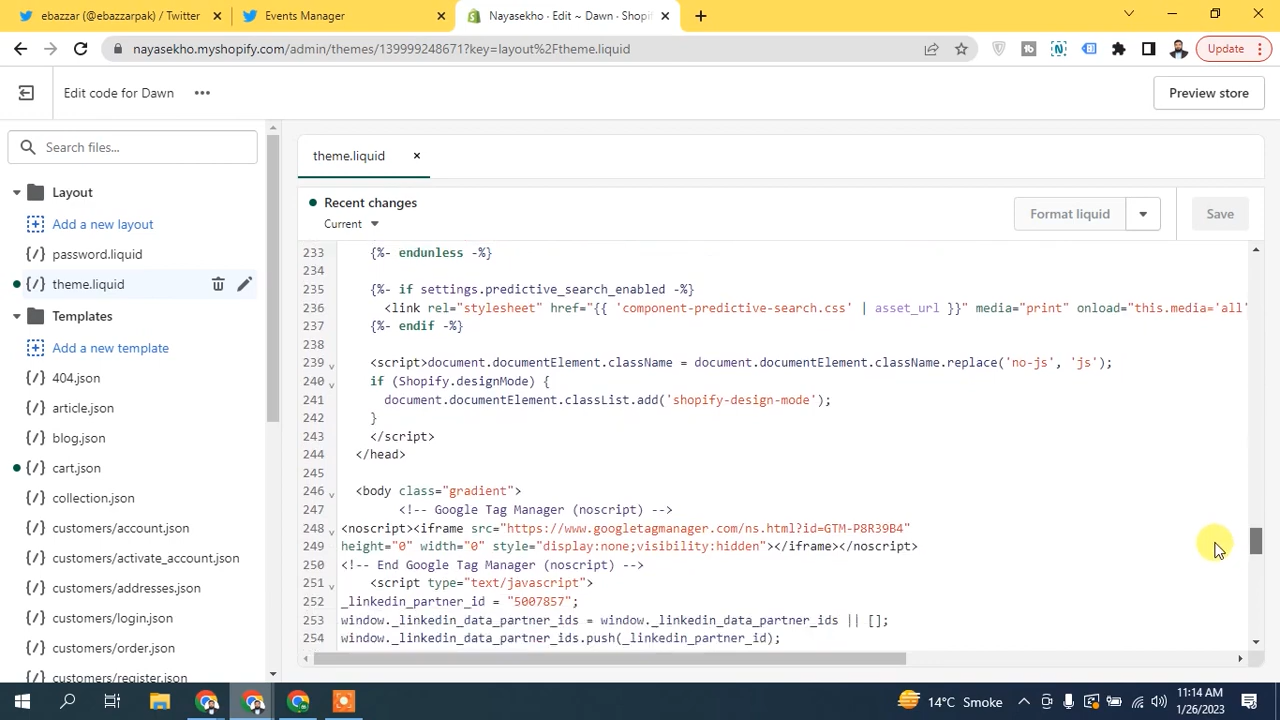 ebazzar (@ebazzarpak) / Twitter
Events Manager
Nayasekho · Edit ~ Dawn · Shopif
nayasekho.myshopify.com/admin/themes/139999248671?key=layout%2Ftheme.liquid
Update
Edit code for Dawn
Preview store
Search files...
Layout
Add a new layout
password.liquid
theme.liquid
Templates
Add a new template
404.json
article.json
blog.json
cart.json
collection.json
customers/account.json
customers/activate_account.json
customers/addresses.json
customers/login.json
customers/order.json
customers/register.json
theme.liquid
Recent changes
Current
Format liquid
Save
233 {%- endunless -%}
234
235 {%- if settings.predictive_search_enabled -%}
236 <link rel="stylesheet" href="{{ 'component-predictive-search.css' | asset_url }}" media="print" onload="this.media='all'
237 {%- endif -%}
238
239 <script>document.documentElement.className = document.documentElement.className.replace('no-js', 'js');
240 if (Shopify.designMode) {
241 document.documentElement.classList.add('shopify-design-mode');
242 }
243 </script>
244 </head>
245
246 <body class="gradient">
247 <!-- Google Tag Manager (noscript) -->
248 <noscript><iframe src="https://www.googletagmanager.com/ns.html?id=GTM-P8R39B4"
249 height="0" width="0" style="display:none;visibility:hidden"></iframe></noscript>
250 <!-- End Google Tag Manager (noscript) -->
251 <script type="text/javascript">
252 _linkedin_partner_id = "5007857";
253 window._linkedin_data_partner_ids = window._linkedin_data_partner_ids || [];
254 window._linkedin_data_partner_ids.push(_linkedin_partner_id);
14°C Smoke
11:14 AM
1/26/2023